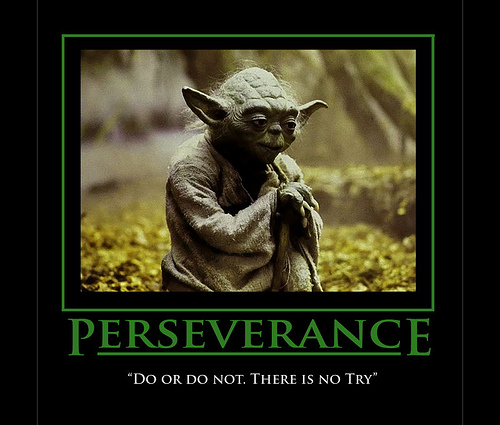 PERSEVERANCE
“DO OR DO NOT. THERE IS NO TRY”